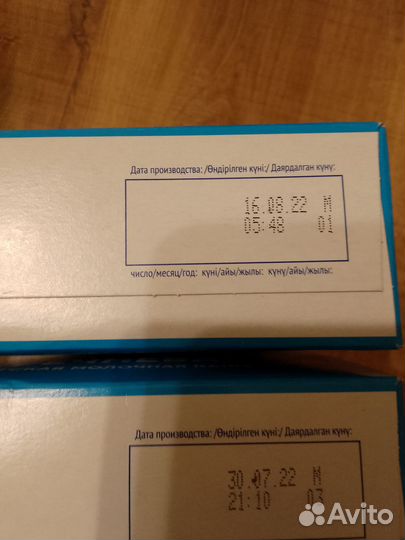 Дата производства: /Өндірілген күні:/ Даярдалган күнү:
16.08.22 M
05:48 01
число/месяц/год: күні/айы/жылы: күнү/айы/жылы:
МОЛОЧНАЯ
Дата производства: /Өндірілген күні:/ Даярдалган күнү:
30.07.22 M
21:10 03
Avito